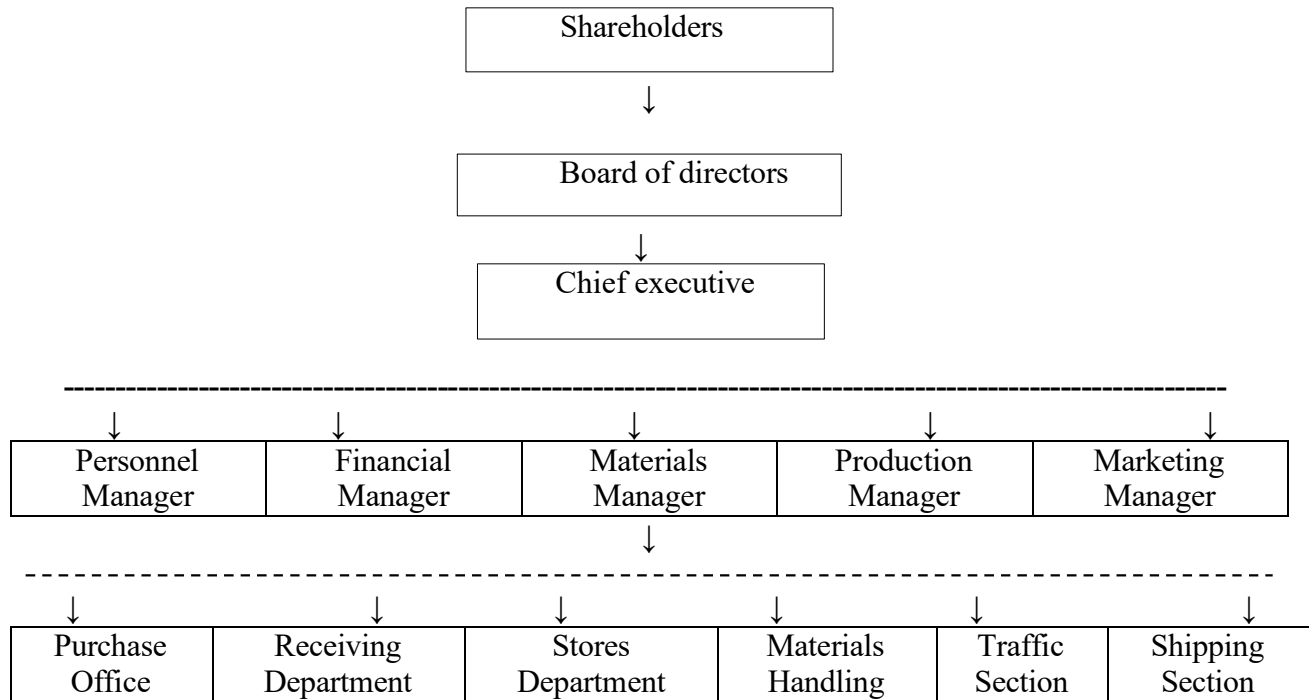 Shareholders
↓
Board of directors
↓
Chief executive
↓ ↓ ↓ ↓ ↓
Personnel Manager
Financial Manager
Materials Manager
Production Manager
Marketing Manager
↓
↓ ↓ ↓ ↓ ↓ ↓
Purchase Office
Receiving Department
Stores Department
Materials Handling
Traffic Section
Shipping Section